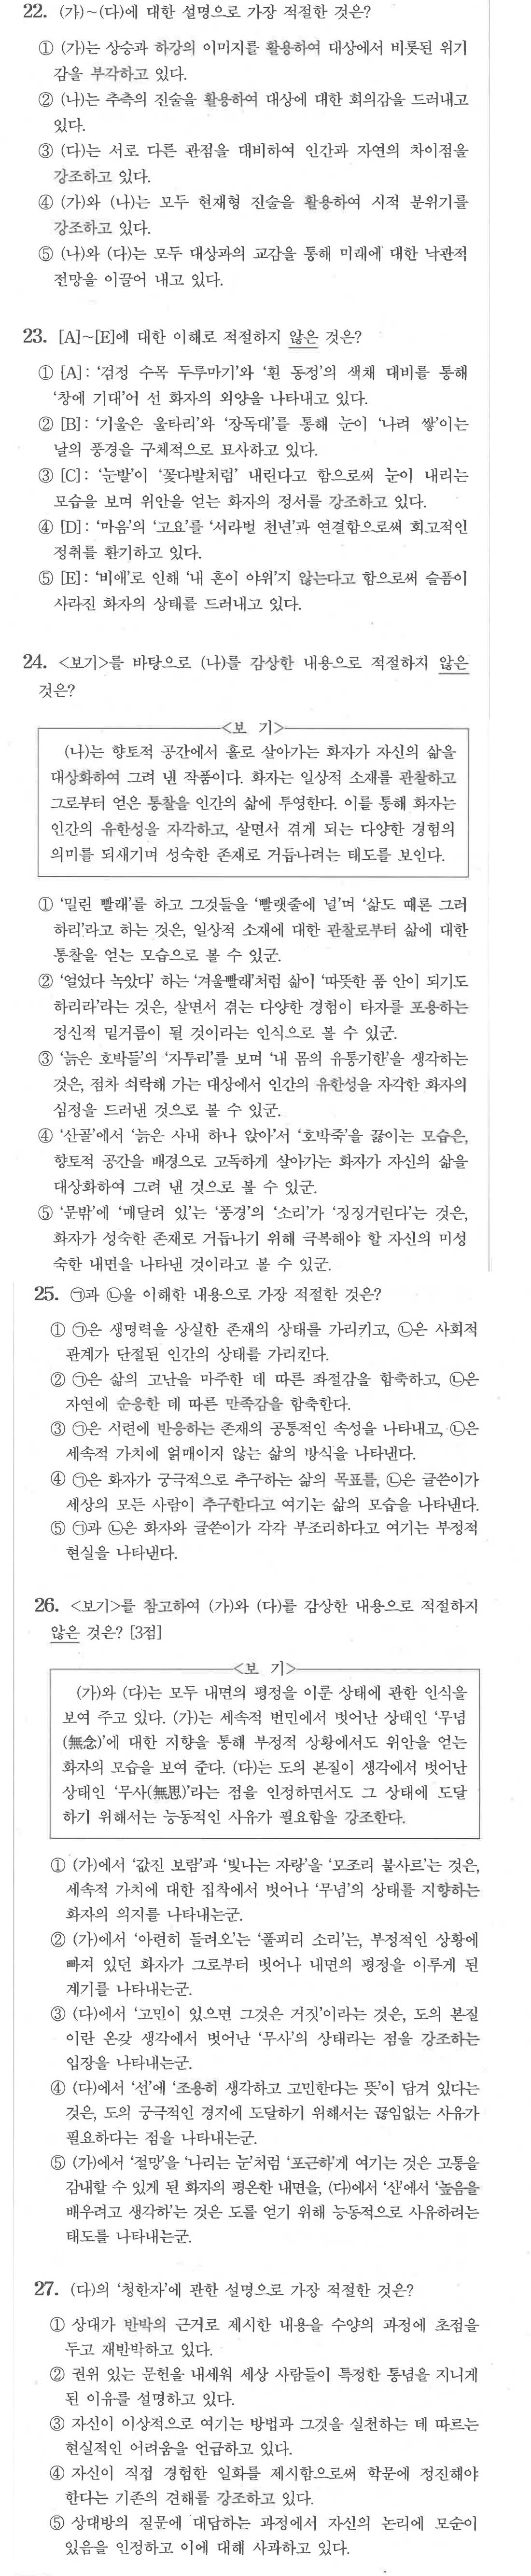 22. (가)~(다)에 대한 설명으로 가장 적절한 것은?
① (가)는 상승과 하강의 이미지를 활용하여 대상에서 비롯된 위기
감을 부각하고 있다.
② (나)는 추측의 진술을 활용하여 대상에 대한 회의감을 드러내고
있다.
③ (다)는 서로 다른 관점을 대비하여 인간과 자연의 차이점을
강조하고 있다.
④ (가)와 (나)는 모두 현재형 진술을 활용하여 시적 분위기를
강조하고 있다.
⑤ (나)와 (다)는 모두 대상과의 교감을 통해 미래에 대한 낙관적
전망을 이끌어 내고 있다.
23. [A]~[E]에 대한 이해로 적절하지 않은 것은?
① [A]: ‘검정 수목 두루마기’와 ‘흰 동정’의 색채 대비를 통해
‘창에 기대’어 선 화자의 외양을 나타내고 있다.
② [B]: ‘기울은 울타리’와 ‘장독대’를 통해 눈이 ‘나려 쌓’이는
날의 풍경을 구체적으로 묘사하고 있다.
③ [C]: ‘눈발’이 ‘꽃다발처럼’ 내린다고 함으로써 눈이 내리는
모습을 보며 위안을 얻는 화자의 정서를 강조하고 있다.
④ [D]: ‘마음’의 ‘고요’를 ‘서라벌 천년’과 연결함으로써 회고적인
정취를 환기하고 있다.
⑤ [E]: ‘비애’로 인해 ‘내 혼이 야위’지 않는다고 함으로써 슬픔이
사라진 화자의 상태를 드러내고 있다.
24. <보기>를 바탕으로 (나)를 감상한 내용으로 적절하지 않은
것은?
<보 기>
(나)는 향토적 공간에서 홀로 살아가는 화자가 자신의 삶을
대상화하여 그려 낸 작품이다. 화자는 일상적 소재를 관찰하고
그로부터 얻은 통찰을 인간의 삶에 투영한다. 이를 통해 화자는
인간의 유한성을 자각하고, 살면서 겪게 되는 다양한 경험의
의미를 되새기며 성숙한 존재로 거듭나려는 태도를 보인다.
① ‘밀린 빨래’를 하고 그것들을 ‘빨랫줄에 널’며 ‘삶도 때론 그러
하리’라고 하는 것은, 일상적 소재에 대한 관찰로부터 삶에 대한
통찰을 얻는 모습으로 볼 수 있군.
② ‘얼었다 녹았다’ 하는 ‘겨울빨래’처럼 삶이 ‘따뜻한 품 안이 되기도
하리라’라는 것은, 살면서 겪는 다양한 경험이 타자를 포용하는
정신적 밑거름이 될 것이라는 인식으로 볼 수 있군.
③ ‘늙은 호박들’의 ‘자투리’를 보며 ‘내 몸의 유통기한’을 생각하는
것은, 점차 쇠락해 가는 대상에서 인간의 유한성을 자각한 화자의
심정을 드러낸 것으로 볼 수 있군.
④ ‘산골’에서 ‘늙은 사내 하나 앉아’서 ‘호박죽’을 끓이는 모습은,
향토적 공간을 배경으로 고독하게 살아가는 화자가 자신의 삶을
대상화하여 그려 낸 것으로 볼 수 있군.
⑤ ‘문밖’에 ‘매달려 있’는 ‘풍경’의 ‘소리’가 ‘징징거린다’는 것은,
화자가 성숙한 존재로 거듭나기 위해 극복해야 할 자신의 미성
숙한 내면을 나타낸 것이라고 볼 수 있군.
25. ㉠과 ㉡을 이해한 내용으로 가장 적절한 것은?
① ㉠은 생명력을 상실한 존재의 상태를 가리키고, ㉡은 사회적
관계가 단절된 인간의 상태를 가리킨다.
② ㉠은 삶의 고난을 마주한 데 따른 좌절감을 함축하고, ㉡은
자연에 순응한 데 따른 만족감을 함축한다.
③ ㉠은 시련에 반응하는 존재의 공통적인 속성을 나타내고, ㉡은
세속적 가치에 얽매이지 않는 삶의 방식을 나타낸다.
④ ㉠은 화자가 궁극적으로 추구하는 삶의 목표를, ㉡은 글쓴이가
세상의 모든 사람이 추구한다고 여기는 삶의 모습을 나타낸다.
⑤ ㉠과 ㉡은 화자와 글쓴이가 각각 부조리하다고 여기는 부정적
현실을 나타낸다.
26. <보기>를 참고하여 (가)와 (다)를 감상한 내용으로 적절하지
않은 것은? [3점]
<보 기>
(가)와 (다)는 모두 내면의 평정을 이룬 상태에 관한 인식을
보여 주고 있다. (가)는 세속적 번민에서 벗어난 상태인 ‘무념
(無念)’에 대한 지향을 통해 부정적 상황에서도 위안을 얻는
화자의 모습을 보여 준다. (다)는 도의 본질이 생각에서 벗어난
상태인 ‘무사(無思)’라는 점을 인정하면서도 그 상태에 도달
하기 위해서는 능동적인 사유가 필요함을 강조한다.
① (가)에서 ‘값진 보람’과 ‘빛나는 자랑’을 ‘모조리 불사르’는 것은,
세속적 가치에 대한 집착에서 벗어나 ‘무념’의 상태를 지향하는
화자의 의지를 나타내는군.
② (가)에서 ‘아련히 들려오’는 ‘풀피리 소리’는, 부정적인 상황에
빠져 있던 화자가 그로부터 벗어나 내면의 평정을 이루게 된
계기를 나타내는군.
③ (다)에서 ‘고민이 있으면 그것은 거짓’이라는 것은, 도의 본질
이란 온갖 생각에서 벗어난 ‘무사’의 상태라는 점을 강조하는
입장을 나타내는군.
④ (다)에서 ‘선’에 ‘조용히 생각하고 고민한다는 뜻’이 담겨 있다는
것은, 도의 궁극적인 경지에 도달하기 위해서는 끊임없는 사유가
필요하다는 점을 나타내는군.
⑤ (가)에서 ‘절망’을 ‘나리는 눈’처럼 ‘포근하’게 여기는 것은 고통을
감내할 수 있게 된 화자의 평온한 내면을, (다)에서 ‘산’에서 ‘높음을
배우려고 생각하’는 것은 도를 얻기 위해 능동적으로 사유하려는
태도를 나타내는군.
27. (다)의 ‘청한자’에 관한 설명으로 가장 적절한 것은?
① 상대가 반박의 근거로 제시한 내용을 수양의 과정에 초점을
두고 재반박하고 있다.
② 권위 있는 문헌을 내세워 세상 사람들이 특정한 통념을 지니게
된 이유를 설명하고 있다.
③ 자신이 이상적으로 여기는 방법과 그것을 실천하는 데 따르는
현실적인 어려움을 언급하고 있다.
④ 자신이 직접 경험한 일화를 제시함으로써 학문에 정진해야
한다는 기존의 견해를 강조하고 있다.
⑤ 상대방의 질문에 대답하는 과정에서 자신의 논리에 모순이
있음을 인정하고 이에 대해 사과하고 있다.